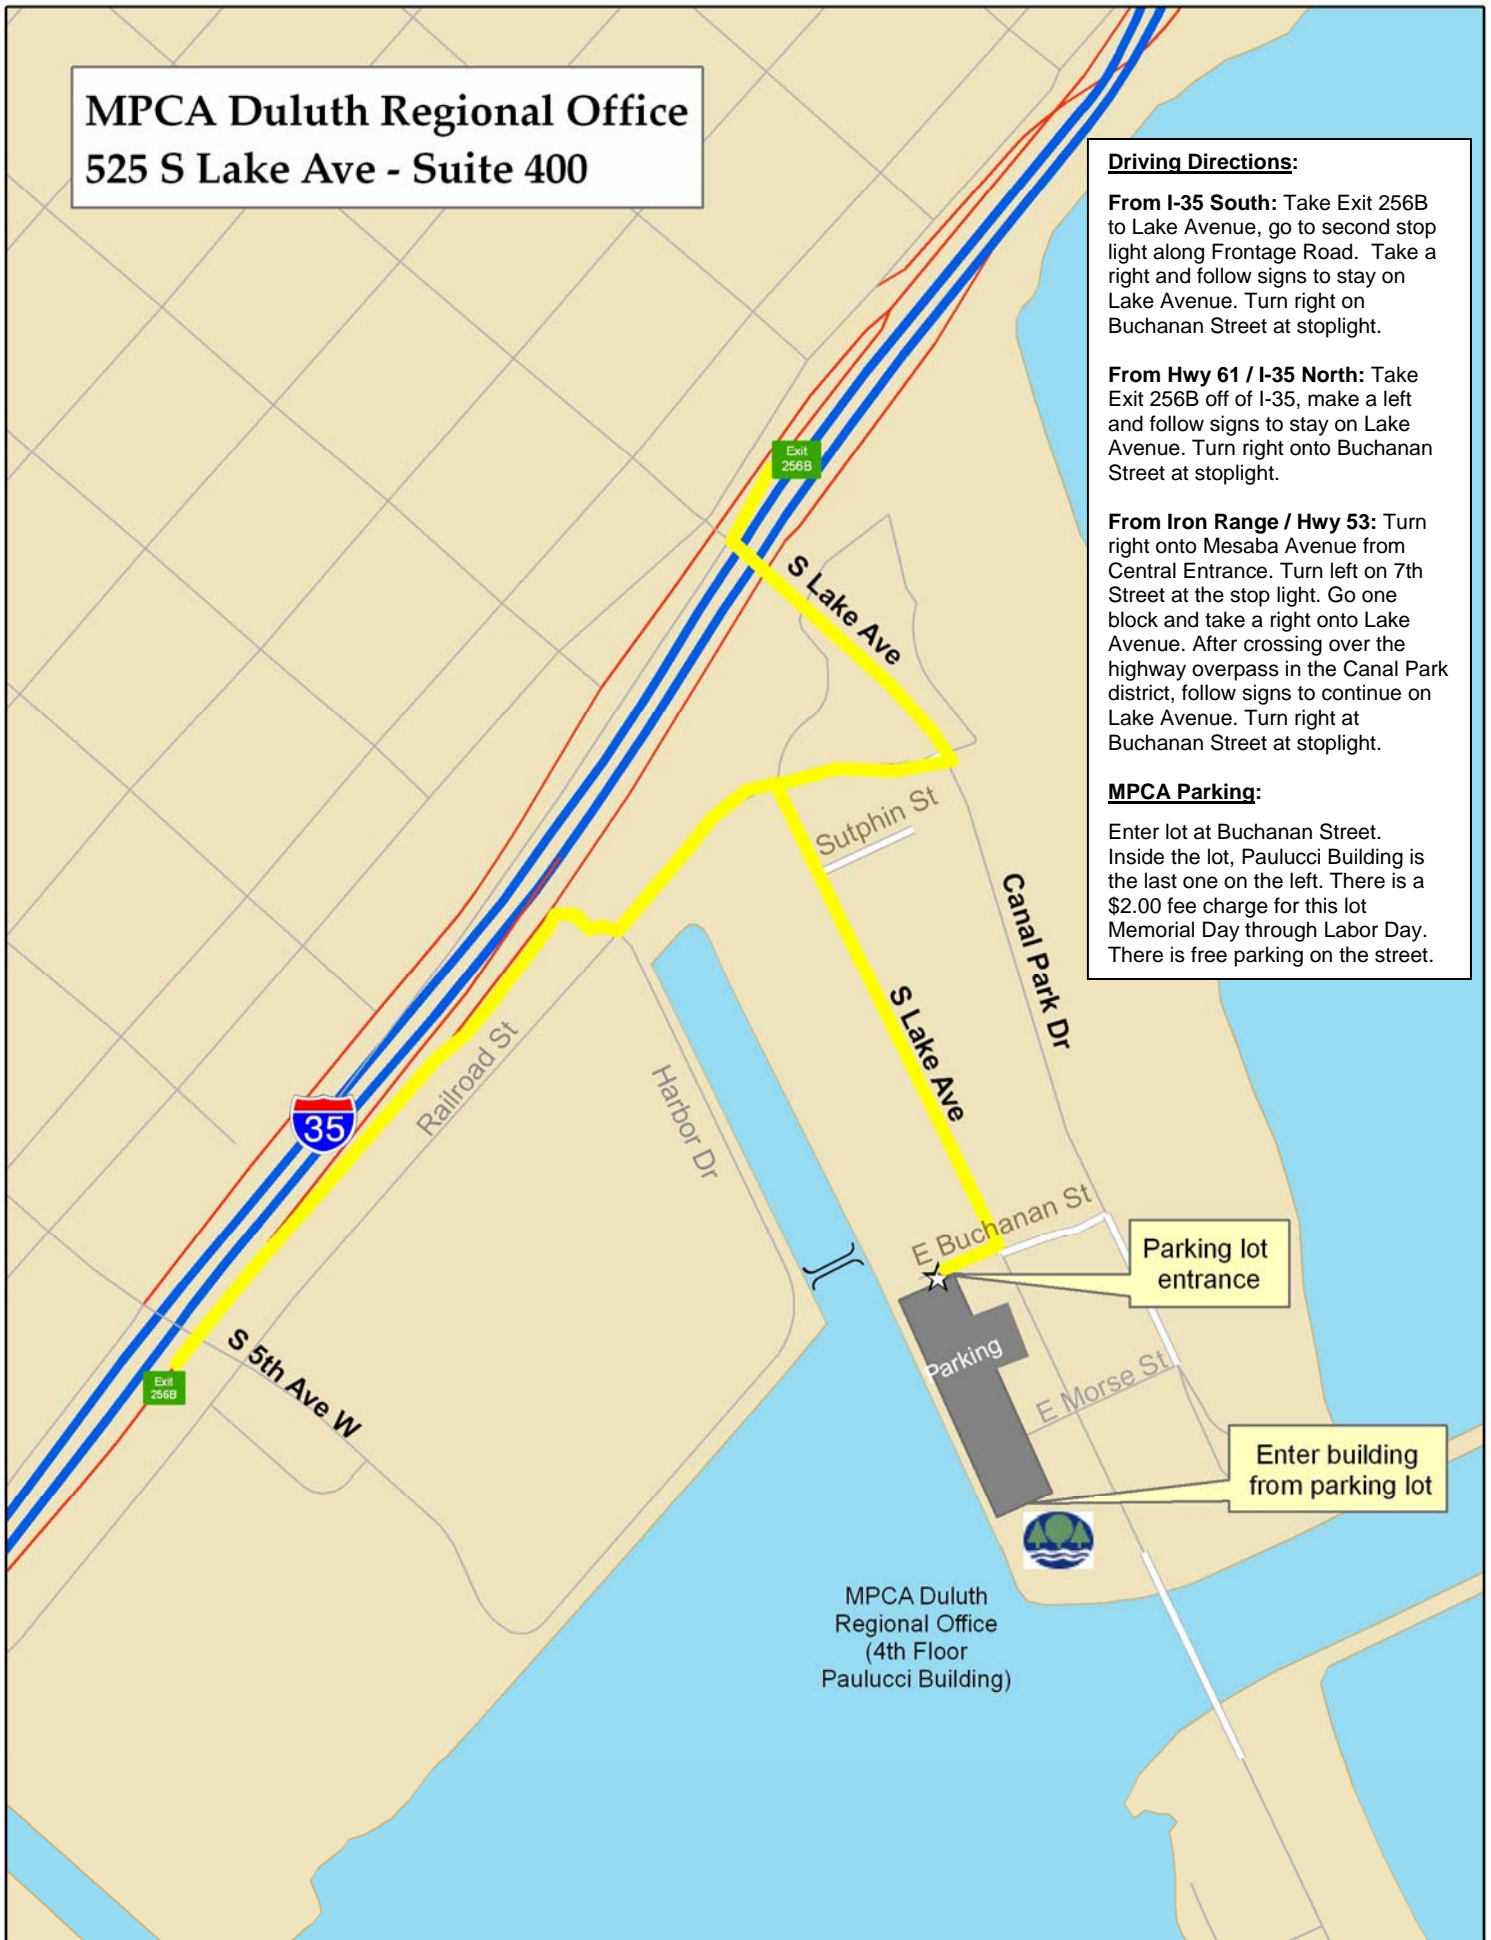 MPCA Duluth Regional Office
525 S Lake Ave - Suite 400
Driving Directions:
From I-35 South: Take Exit 256B
to Lake Avenue, go to second stop
light along Frontage Road. Take a
right and follow signs to stay on
Lake Avenue. Turn right on
Buchanan Street at stoplight.
From Hwy 61 / I-35 North: Take
Exit 256B off of I-35, make a left
and follow signs to stay on Lake
Avenue. Turn right onto Buchanan
Street at stoplight.
From Iron Range / Hwy 53: Turn
right onto Mesaba Avenue from
Central Entrance. Turn left on 7th
Street at the stop light. Go one
block and take a right onto Lake
Avenue. After crossing over the
highway overpass in the Canal Park
district, follow signs to continue on
Lake Avenue. Turn right at
Buchanan Street at stoplight.
MPCA Parking:
Enter lot at Buchanan Street.
Inside the lot, Paulucci Building is
the last one on the left. There is a
$2.00 fee charge for this lot
Memorial Day through Labor Day.
There is free parking on the street.
Exit
256B
S Lake Ave
Sutphin St
Canal Park Dr
S Lake Ave
Railroad St
Harbor Dr
35
E Buchanan St
Parking lot
entrance
S 5th Ave W
Exit
256B
Parking
E Morse St
Enter building
from parking lot
MPCA Duluth
Regional Office
(4th Floor
Paulucci Building)